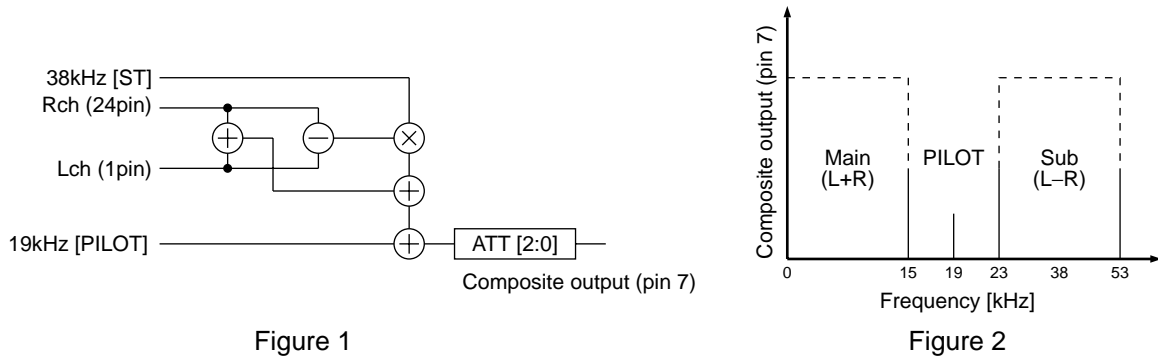 38kHz [ST]
Rch (24pin)
+
−
×
Lch (1pin)
+
19kHz [PILOT]
+
ATT [2:0]
Composite output (pin 7)
Figure 1
Composite output (pin 7)
Main
(L+R)
PILOT
Sub
(L−R)
0 15 19 23 38 53
Frequency [kHz]
Figure 2